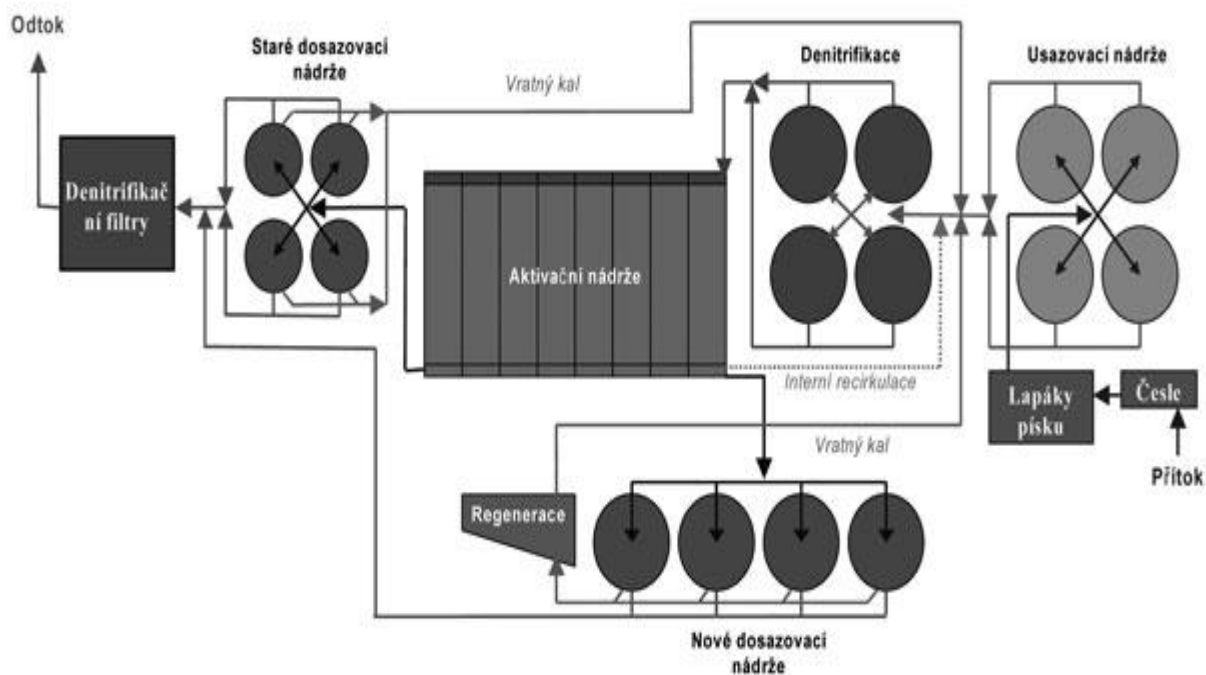 Odtok
Staré dosazovací
nádrže
Vratný kal
Denitrifikace
Usazovací nádrže
Denitrifikač
ní filtry
Aktivační nádrže
Interní recirkulace
Lapáky
písku
Česle
Přítok
Vratný kal
Regenerace
Nové dosazovací
nádrže